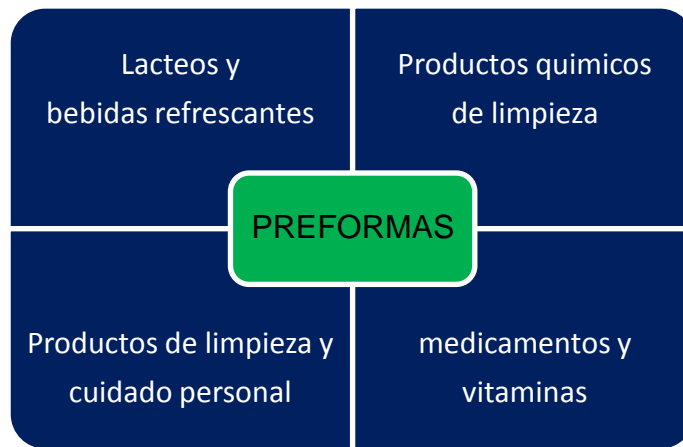 Lacteos y
bebidas refrescantes
Productos quimicos
de limpieza
PREFORMAS
Productos de limpieza y
cuidado personal
medicamentos y
vitaminas